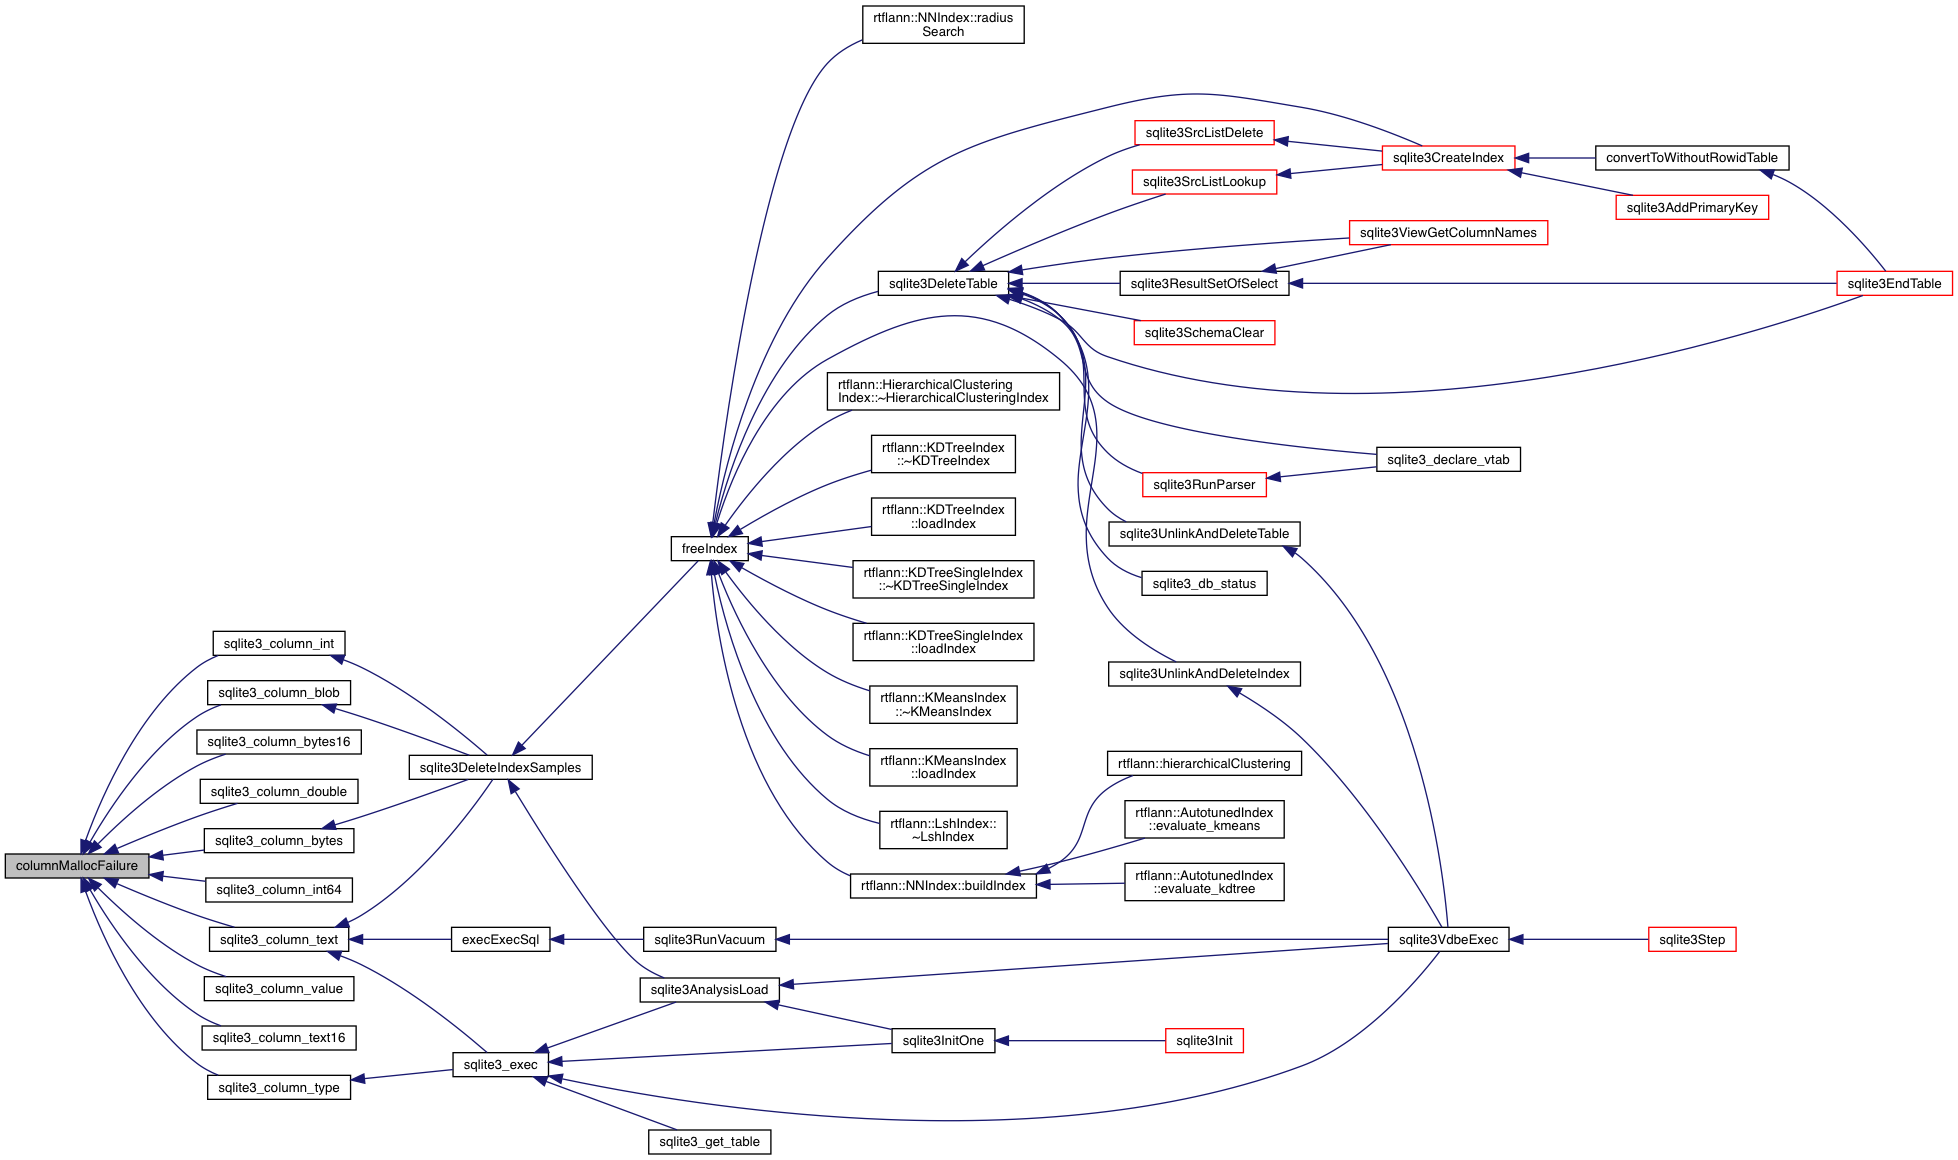 rtflann::NNIndex::radius
Search
sqlite3SrcListDelete
sqlite3CreateIndex
convertToWithoutRowidTable
sqlite3SrcListLookup
sqlite3AddPrimaryKey
sqlite3ViewGetColumnNames
sqlite3DeleteTable
sqlite3ResultSetOfSelect
sqlite3EndTable
sqlite3SchemaClear
rtflann::HierarchicalClustering
Index::~HierarchicalClusteringIndex
rtflann::KDTreeIndex
::~KDTreeIndex
sqlite3_declare_vtab
sqlite3RunParser
rtflann::KDTreeIndex
::loadIndex
sqlite3UnlinkAndDeleteTable
freeIndex
rtflann::KDTreeSingleIndex
::~KDTreeSingleIndex
sqlite3_db_status
rtflann::KDTreeSingleIndex
::loadIndex
sqlite3_column_int
sqlite3UnlinkAndDeleteIndex
sqlite3_column_blob
rtflann::KMeansIndex
::~KMeansIndex
sqlite3_column_bytes16
rtflann::KMeansIndex
::loadIndex
rtflann::hierarchicalClustering
sqlite3DeleteIndexSamples
sqlite3_column_double
rtflann::AutotunedIndex
::evaluate_kmeans
rtflann::LshIndex::
~LshIndex
sqlite3_column_bytes
columnMallocFailure
rtflann::NNIndex::buildIndex
rtflann::AutotunedIndex
::evaluate_kdtree
sqlite3_column_int64
sqlite3_column_text
execExecSql
sqlite3RunVacuum
sqlite3VdbeExec
sqlite3Step
sqlite3_column_value
sqlite3AnalysisLoad
sqlite3_column_text16
sqlite3InitOne
sqlite3Init
sqlite3_exec
sqlite3_column_type
sqlite3_get_table